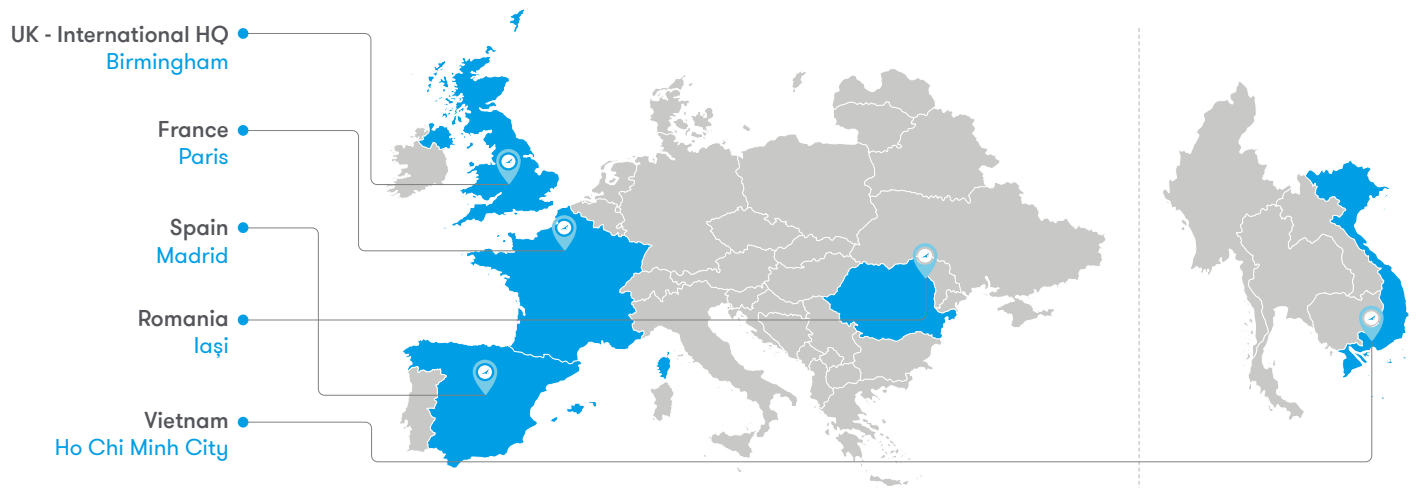 UK - International HQ
Birmingham
France
Paris
Spain
Madrid
Romania
Iași
Vietnam
Ho Chi Minh City